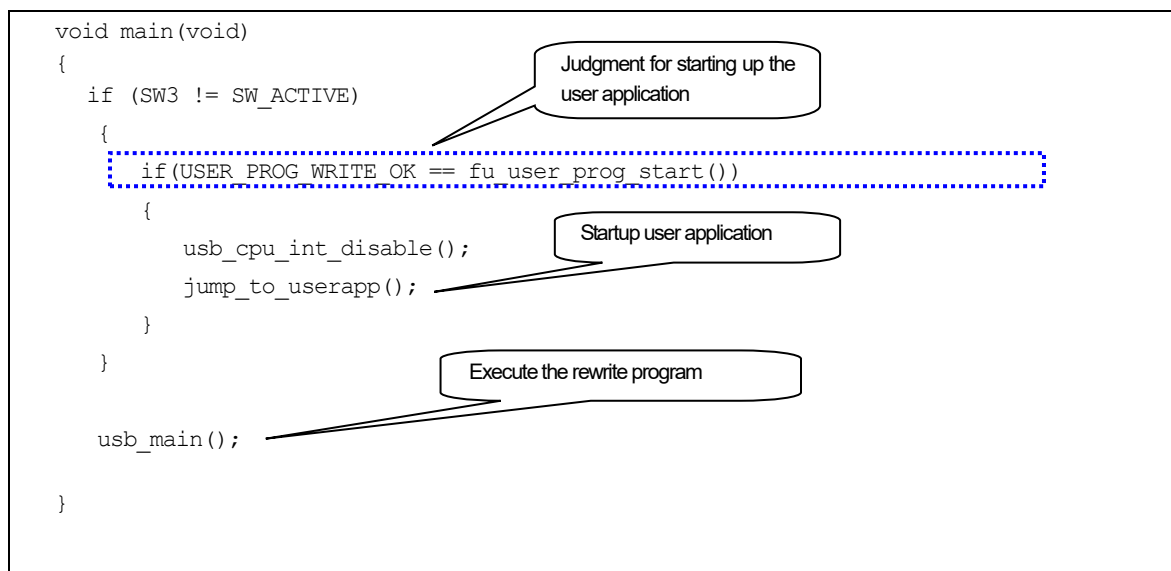 void main(void)
{
Judgment for starting up the
user application
if (SW3 != SW_ACTIVE)
{
if(USER_PROG_WRITE_OK == fu_user_prog_start())
{
Startup user application
usb_cpu_int_disable();
jump_to_userapp();
}
}
Execute the rewrite program
usb_main();
}